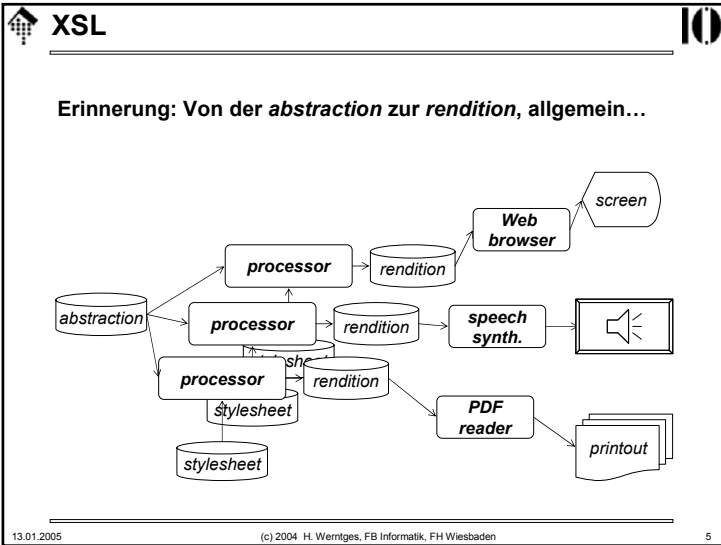 XSL
Erinnerung: Von der abstraction zur rendition, allgemein…
screen
Web
browser
processor
rendition
abstraction
processor
rendition
speech
synth.
processor
rendition
stylesheet
PDF
reader
printout
stylesheet
13.01.2005
(c) 2004 H. Werntges, FB Informatik, FH Wiesbaden
5